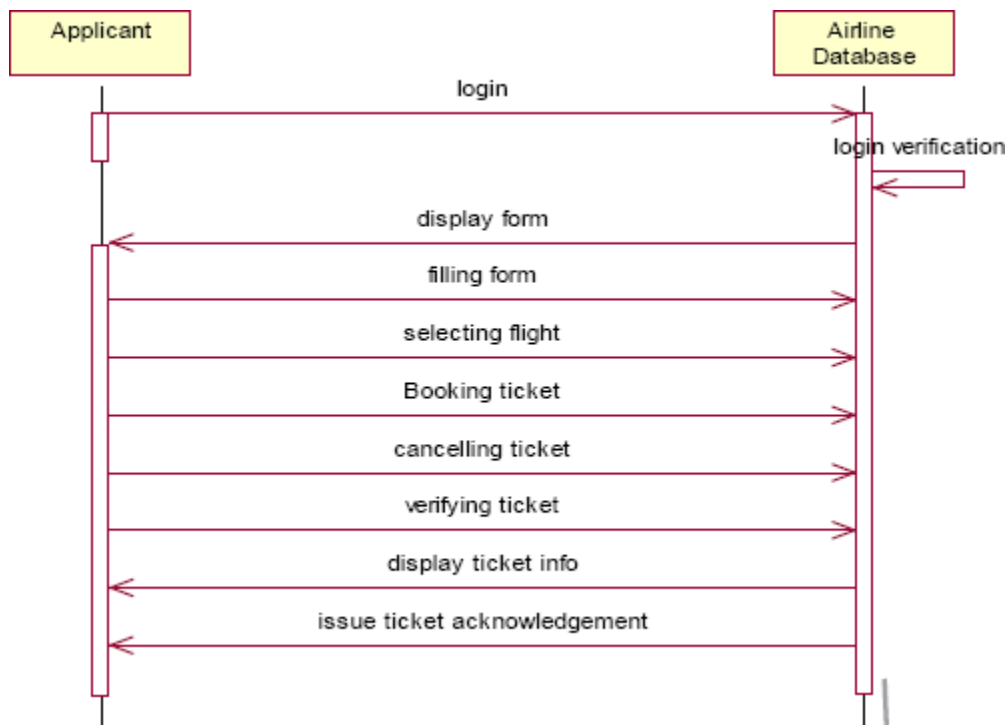 Applicant
Airline
Database
login
login verification
display form
filling form
selecting flight
Booking ticket
cancelling ticket
verifying ticket
display ticket info
issue ticket acknowledgement